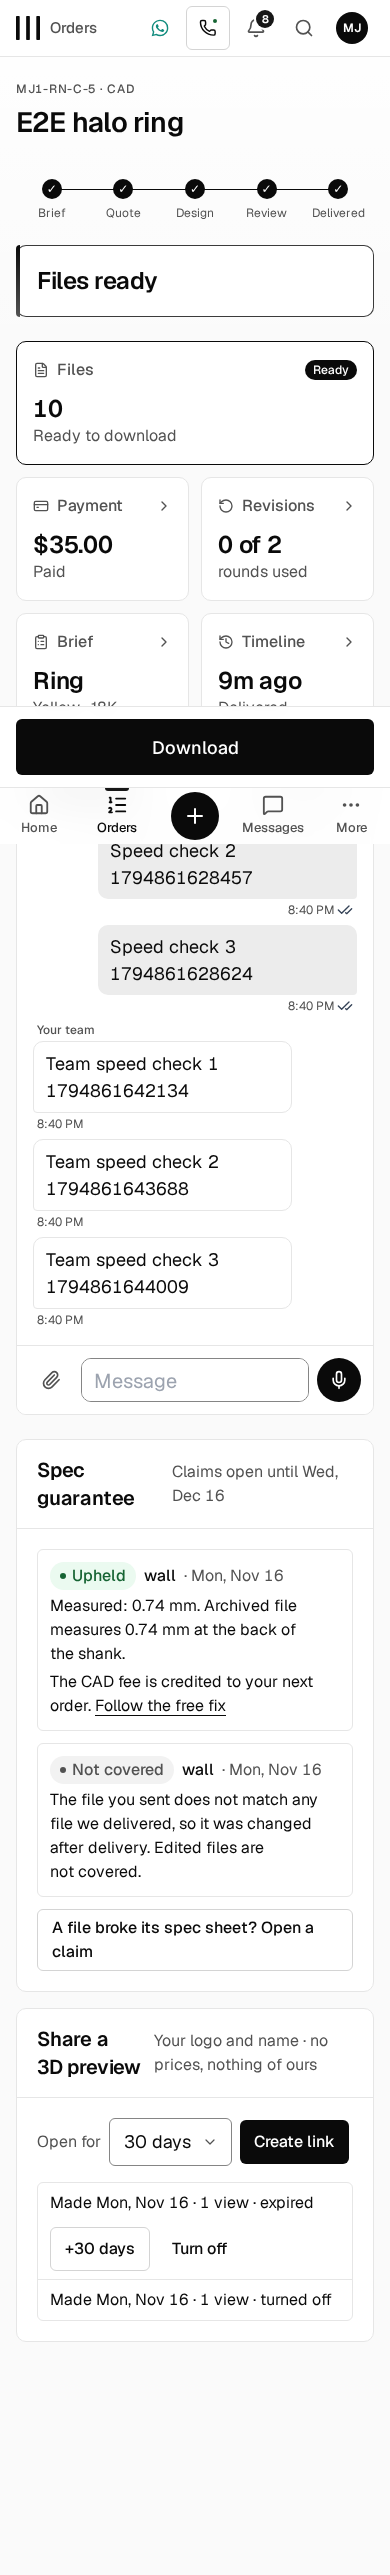 Orders
8
MJ
MJ1-RN-C-5 · CAD
E2E halo ring
Brief
Quote
Design
Review
Delivered
Files ready
Files
Ready
10
Ready to download
Payment
$35.00
Paid
Revisions
0 of 2
rounds used
Brief
Ring
Timeline
9m ago
Download
Home
Orders
Messages
More
Speed check 2
1794861628457
8:40 PM
Speed check 3
1794861628624
8:40 PM
Your team
Team speed check 1
1794861642134
8:40 PM
Team speed check 2
1794861643688
8:40 PM
Team speed check 3
1794861644009
8:40 PM
Message
Spec
guarantee
Claims open until Wed,
Dec 16
Upheld wall · Mon, Nov 16
Measured: 0.74 mm. Archived file
measures 0.74 mm at the back of
the shank.
The CAD fee is credited to your next
order. Follow the free fix
Not covered wall · Mon, Nov 16
The file you sent does not match any
file we delivered, so it was changed
after delivery. Edited files are
not covered.
A file broke its spec sheet? Open a
claim
Share a
3D preview
Your logo and name · no
prices, nothing of ours
Open for 30 days Create link
Made Mon, Nov 16 · 1 view · expired
+30 days Turn off
Made Mon, Nov 16 · 1 view · turned off